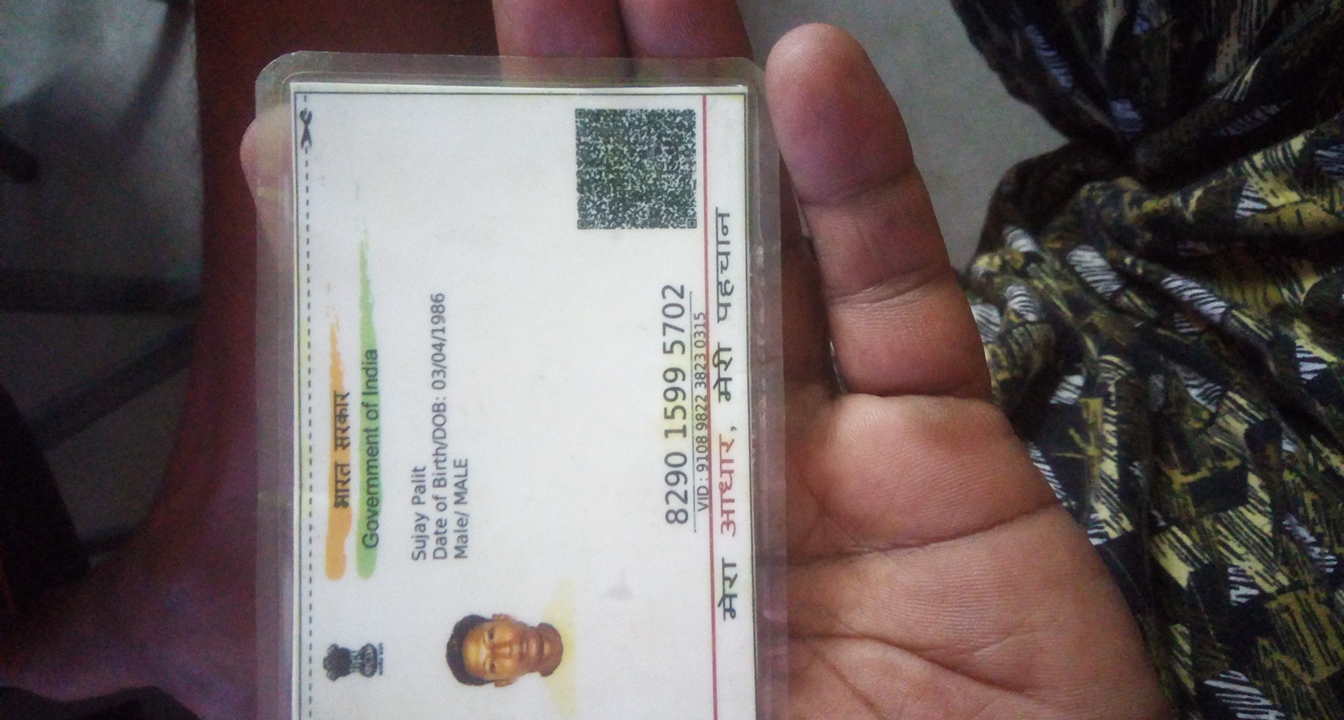 भारत सरकार
Government of India
Sujay Palit
Date of Birth/DOB: 03/04/1986
Male/ MALE
8290 1599 5702
VID : 9108 9822 3823 0315
मेरा आधार, मेरी पहचान